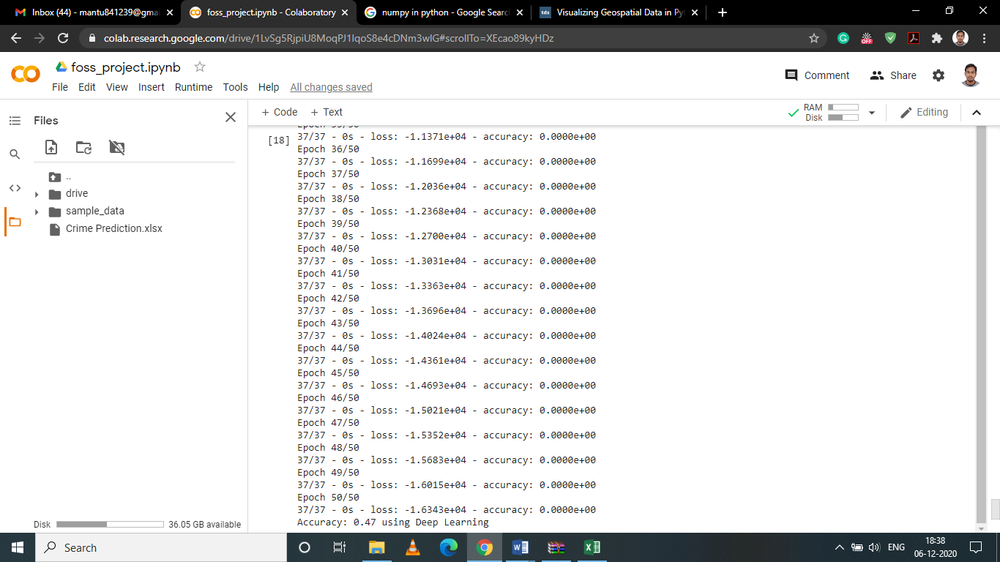 Inbox (44) - mantu841239@gma
foss_project.ipynb - Colaboratory
numpy in python - Google Searc
tds
Visualizing Geospatial Data in Pyt
colab.research.google.com/drive/1LvSg5RjpiU8MoqPJ1IqoS8e4cDNm3wlG#scrollTo=XEcao89kyHDz
OFF
foss_project.ipynb
Comment
Share
File Edit View Insert Runtime Tools Help All changes saved
Files
+ Code + Text
RAM
Disk
Editing
..
drive
sample_data
Crime Prediction.xlsx
Disk
36.05 GB available
[18]
Epoch 35/50
37/37 - 0s - loss: -1.1371e+04 - accuracy: 0.0000e+00
Epoch 36/50
37/37 - 0s - loss: -1.1699e+04 - accuracy: 0.0000e+00
Epoch 37/50
37/37 - 0s - loss: -1.2036e+04 - accuracy: 0.0000e+00
Epoch 38/50
37/37 - 0s - loss: -1.2368e+04 - accuracy: 0.0000e+00
Epoch 39/50
37/37 - 0s - loss: -1.2700e+04 - accuracy: 0.0000e+00
Epoch 40/50
37/37 - 0s - loss: -1.3031e+04 - accuracy: 0.0000e+00
Epoch 41/50
37/37 - 0s - loss: -1.3363e+04 - accuracy: 0.0000e+00
Epoch 42/50
37/37 - 0s - loss: -1.3696e+04 - accuracy: 0.0000e+00
Epoch 43/50
37/37 - 0s - loss: -1.4024e+04 - accuracy: 0.0000e+00
Epoch 44/50
37/37 - 0s - loss: -1.4361e+04 - accuracy: 0.0000e+00
Epoch 45/50
37/37 - 0s - loss: -1.4693e+04 - accuracy: 0.0000e+00
Epoch 46/50
37/37 - 0s - loss: -1.5021e+04 - accuracy: 0.0000e+00
Epoch 47/50
37/37 - 0s - loss: -1.5352e+04 - accuracy: 0.0000e+00
Epoch 48/50
37/37 - 0s - loss: -1.5683e+04 - accuracy: 0.0000e+00
Epoch 49/50
37/37 - 0s - loss: -1.6015e+04 - accuracy: 0.0000e+00
Epoch 50/50
37/37 - 0s - loss: -1.6343e+04 - accuracy: 0.0000e+00
Accuracy: 0.47 using Deep Learning
Search
ENG
18:38
06-12-2020